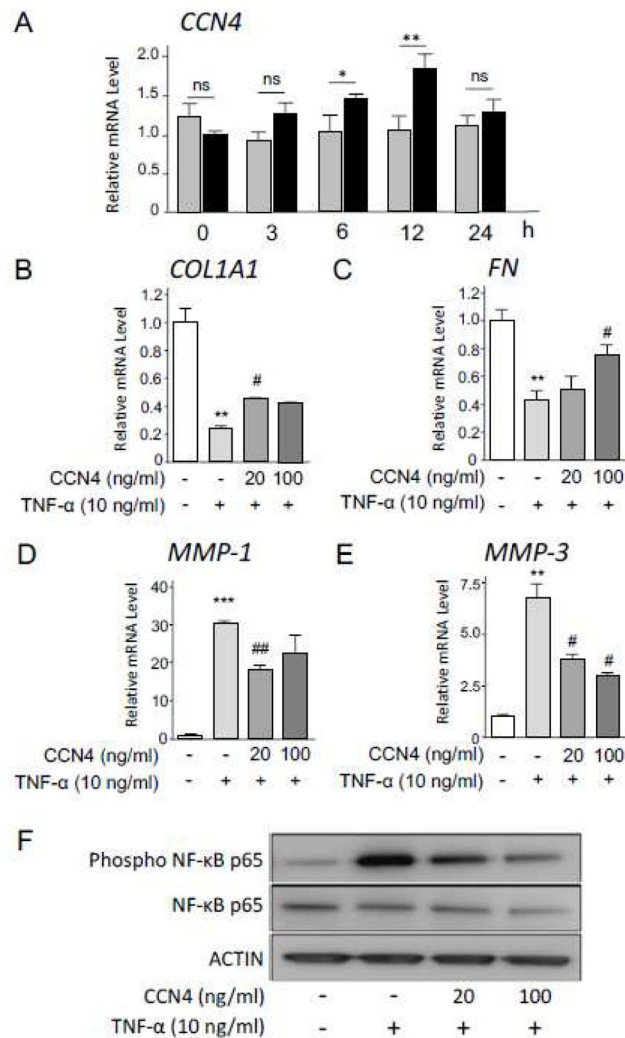 A
CCN4
Relative mRNA Level
2.0
1.5
1.0
0.5
0
ns
ns
*
**
ns
0 3 6 12 24 h
B
COL1A1
Relative mRNA Level
1.2
1.0
0.8
0.6
0.4
0.2
0
**
#
CCN4 (ng/ml) - - 20 100
TNF-α (10 ng/ml) - + + +
C
FN
Relative mRNA Level
1.2
1.0
0.8
0.6
0.4
0.2
0
**
#
CCN4 (ng/ml) - - 20 100
TNF-α (10 ng/ml) - + + +
D
MMP-1
Relative mRNA Level
40
30
20
10
0
***
##
CCN4 (ng/ml) - - 20 100
TNF-α (10 ng/ml) - + + +
E
MMP-3
Relative mRNA Level
7.5
5.0
2.5
0
**
#
#
CCN4 (ng/ml) - - 20 100
TNF-α (10 ng/ml) - + + +
F
Phospho NF-κB p65
NF-κB p65
ACTIN
CCN4 (ng/ml) - - 20 100
TNF-α (10 ng/ml) - + + +